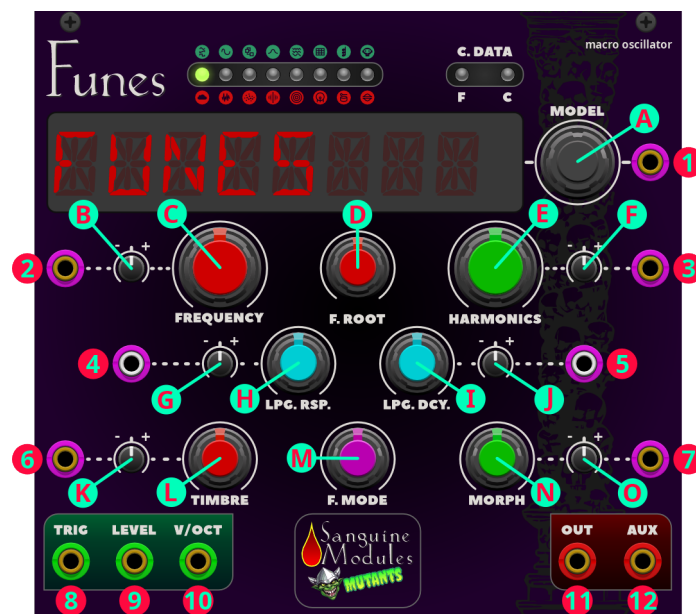 Funes
C. DATA
F C
macro oscillator
MODEL
A
1
FUNES
B C D E F
2 - + - + 3
FREQUENCY F. ROOT HARMONICS
4 - + - + 5
G H I J
LPG. RSP. LPG. DCY.
6 - + - + 7
K L M N O
TIMBRE F. MODE MORPH
TRIG LEVEL V/OCT
OUT AUX
Sanguine
Modules
MUTANTS
8 9 10 11 12